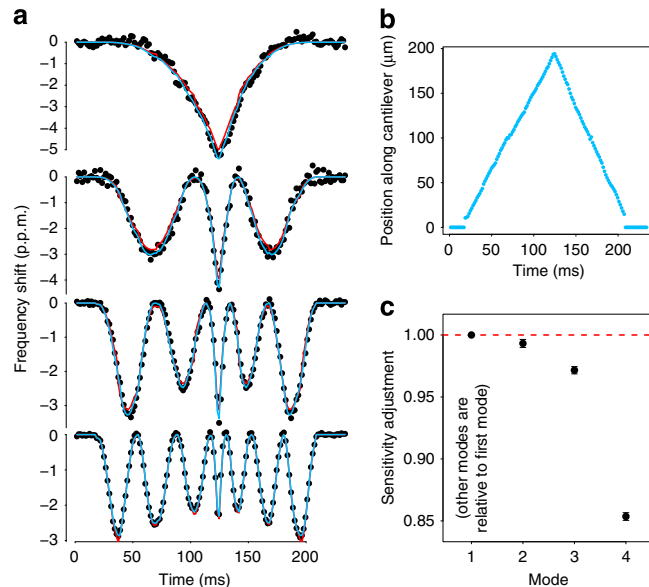 a
Frequency shift (p.p.m.)
0
−1
−2
−3
−4
−5
0
−1
−2
−3
−4
0
−1
−2
−3
0
−1
−2
−3
0 50 100 150 200
Time (ms)
b
Position along cantilever (μm)
200
150
100
50
0
0 50 100 150 200
Time (ms)
c
Sensitivity adjustment
(other modes are
relative to first mode)
1.00
0.95
0.90
0.85
1 2 3 4
Mode